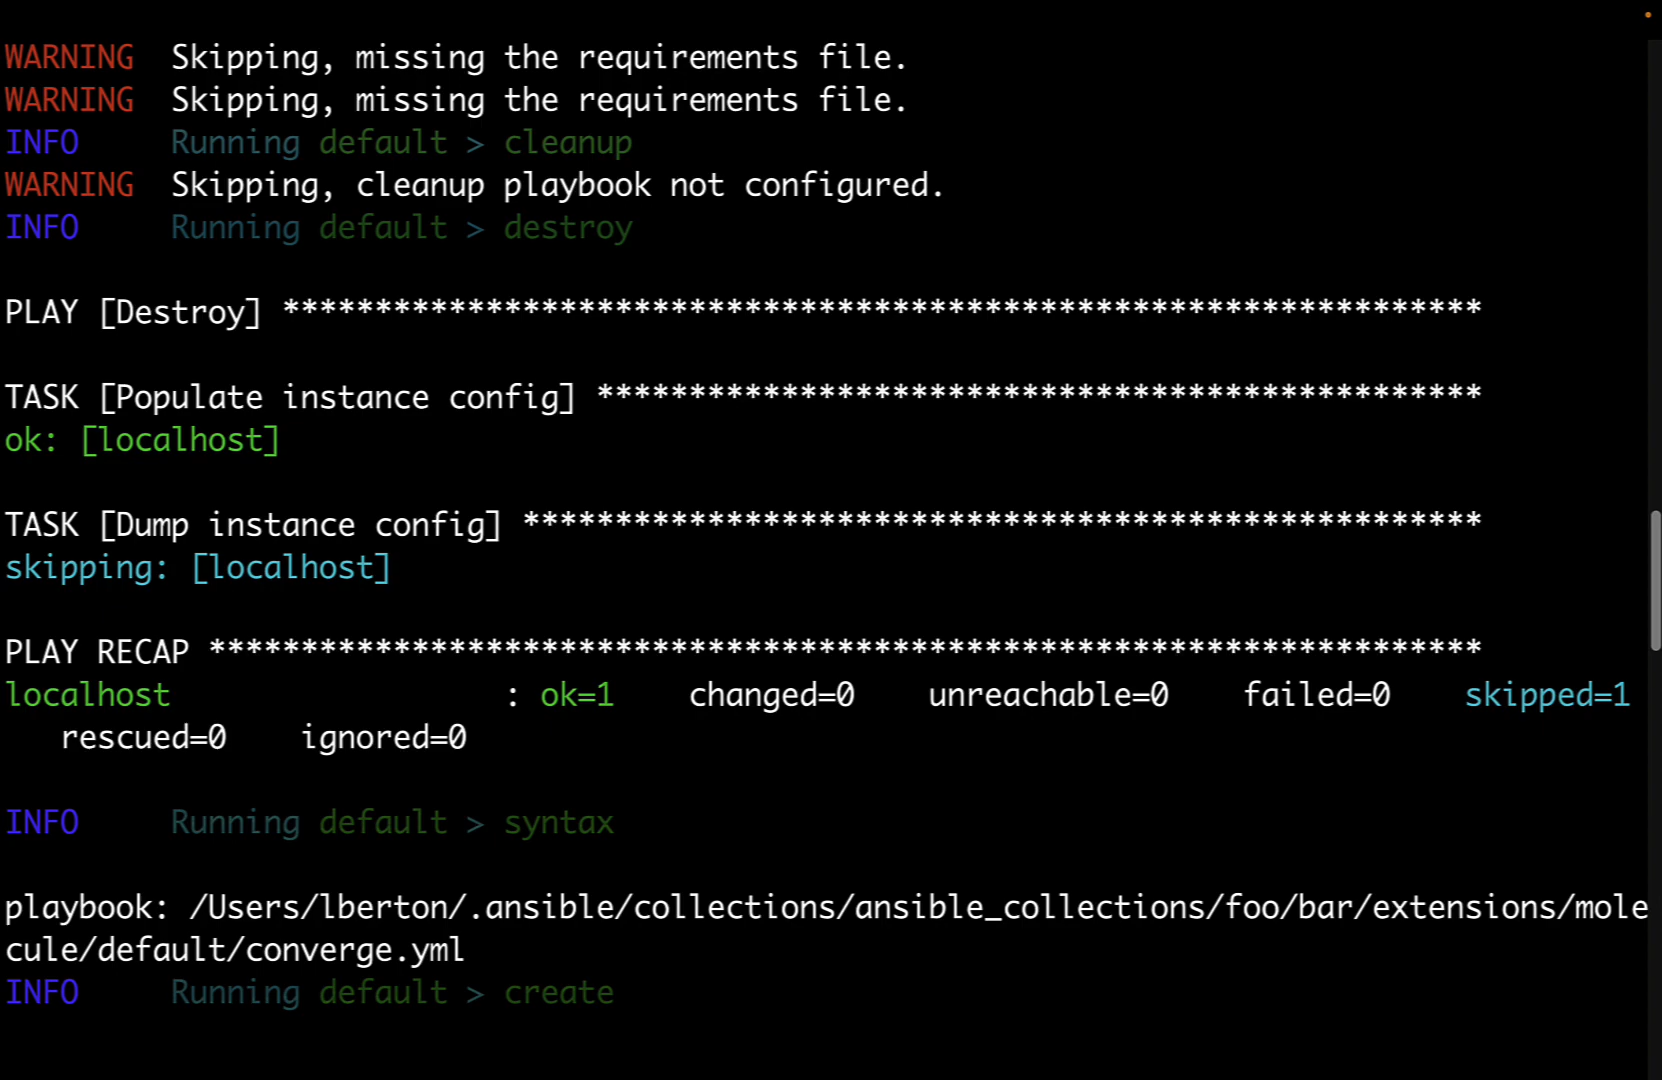 WARNING  Skipping, missing the requirements file.
WARNING  Skipping, missing the requirements file.
INFO     Running default > cleanup
WARNING  Skipping, cleanup playbook not configured.
INFO     Running default > destroy
PLAY [Destroy] *****************************************************************
TASK [Populate instance config] ************************************************
ok: [localhost]
TASK [Dump instance config] ****************************************************
skipping: [localhost]
PLAY RECAP *********************************************************************
localhost                  : ok=1    changed=0    unreachable=0    failed=0    skipped=1
   rescued=0    ignored=0
INFO     Running default > syntax
playbook: /Users/lberton/.ansible/collections/ansible_collections/foo/bar/extensions/mole
cule/default/converge.yml
INFO     Running default > create